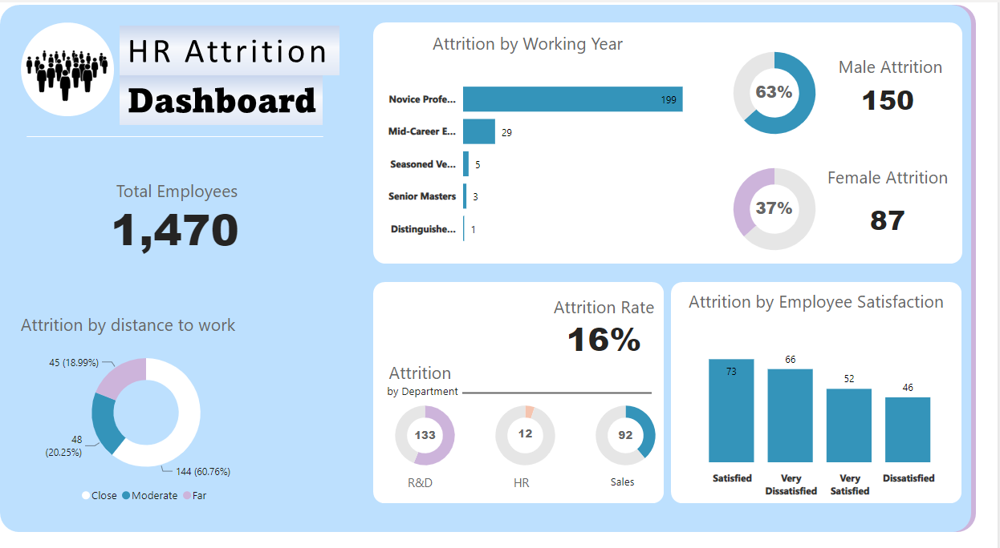 HR Attrition
Dashboard
Total Employees
1,470
Attrition by distance to work
45 (18.99%)
48
(20.25%)
144 (60.76%)
Close Moderate Far
Attrition by Working Year
Novice Profe... 199
Mid-Career E... 29
Seasoned Ve... 5
Senior Masters 3
Distinguishe... 1
63%
Male Attrition
150
37%
Female Attrition
87
Attrition Rate
16%
Attrition
by Department
133
R&D
12
HR
92
Sales
Attrition by Employee Satisfaction
73
66
52
46
Satisfied
Very
Dissatisfied
Very
Satisfied
Dissatisfied